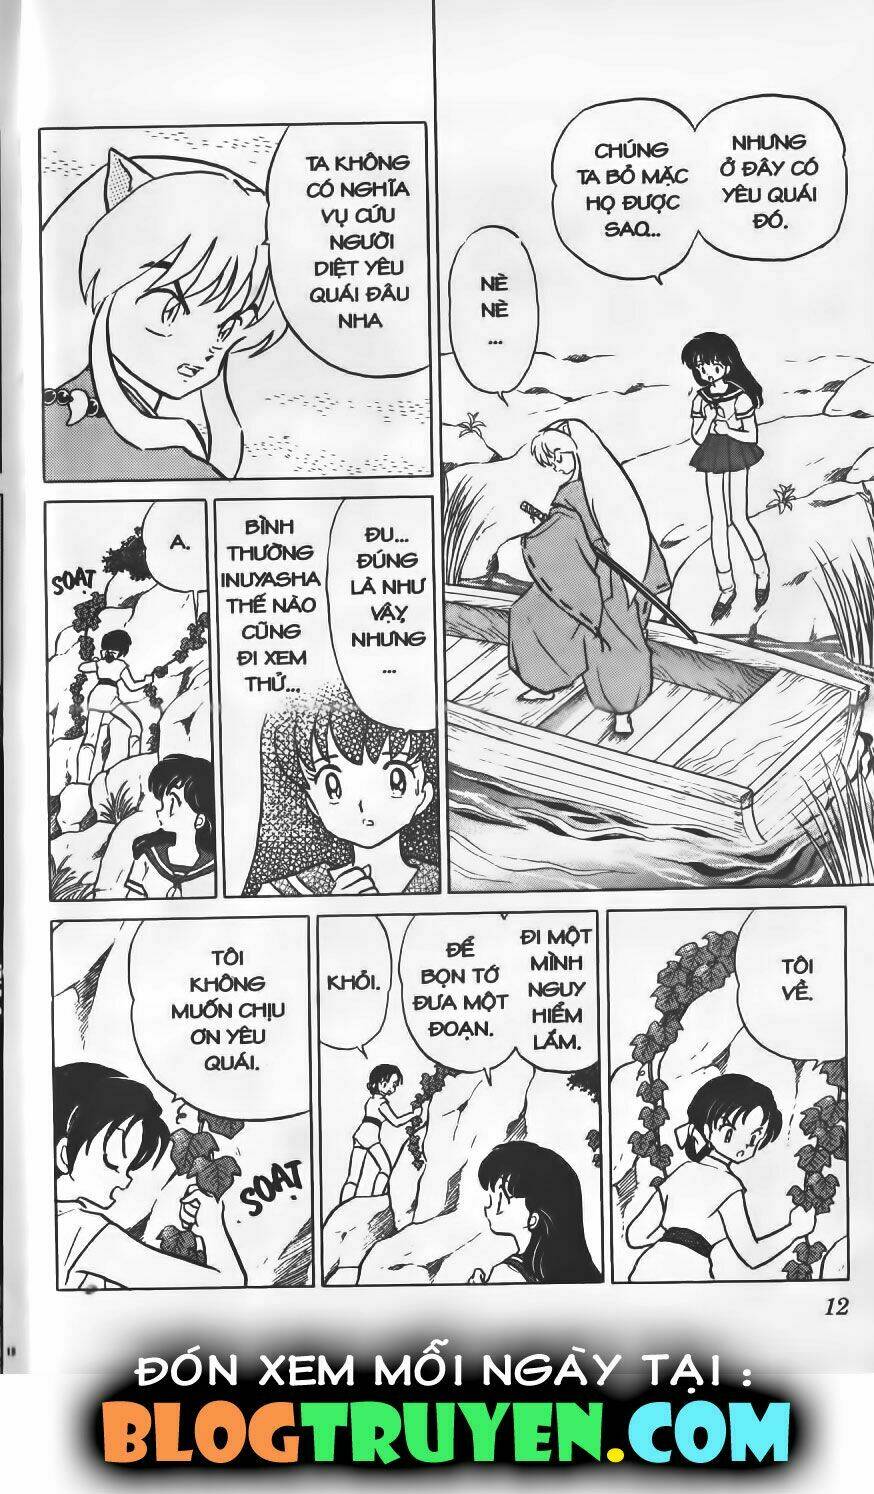 NHƯNG
Ở ĐÂY CÓ
YÊU QUÁI
ĐÓ.
CHÚNG
TA BỎ MẶC
HỌ ĐƯỢC
SAO...
NÈ
NÈ
...
TA KHÔNG
CÓ NGHĨA
VỤ CỨU
NGƯỜI
DIỆT YÊU
QUÁI ĐÂU
NHA
ĐU...
ĐÚNG
LÀ NHƯ
VẬY,
NHƯNG
...
BÌNH
THƯỜNG
INUYASHA
THẾ NÀO
CŨNG
ĐI XEM
THỬ...
A.
SOẠT
TÔI
VỀ.
ĐI MỘT
MÌNH
NGUY
HIỂM
LẮM.
ĐỂ
BỌN TỚ
ĐƯA MỘT
ĐOẠN.
KHỎI.
TÔI
KHÔNG
MUỐN CHỊU
ƠN YÊU
QUÁI.
SOẠT
12
ĐÓN XEM MỖI NGÀY TẠI :
BLOGTRUYEN.COM